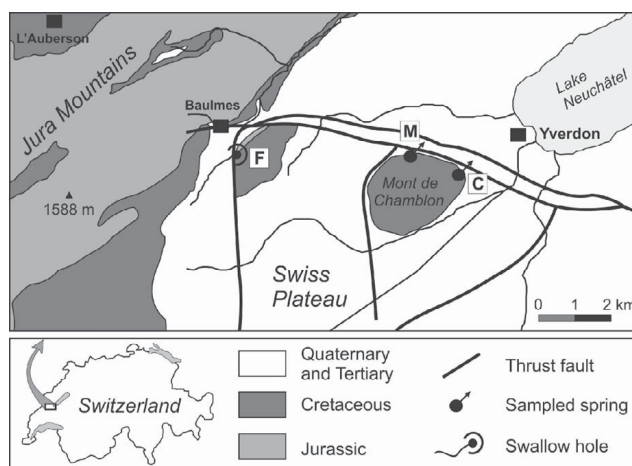 L'Auberson
Jura Mountains
Baulmes
Lake
Neuchâtel
M
Yverdon
F
Mont de
Chamblon
C
1588 m
Swiss
Plateau
0 1 2 km
Switzerland
Quaternary
and Tertiary
Cretaceous
Jurassic
Thrust fault
Sampled spring
Swallow hole